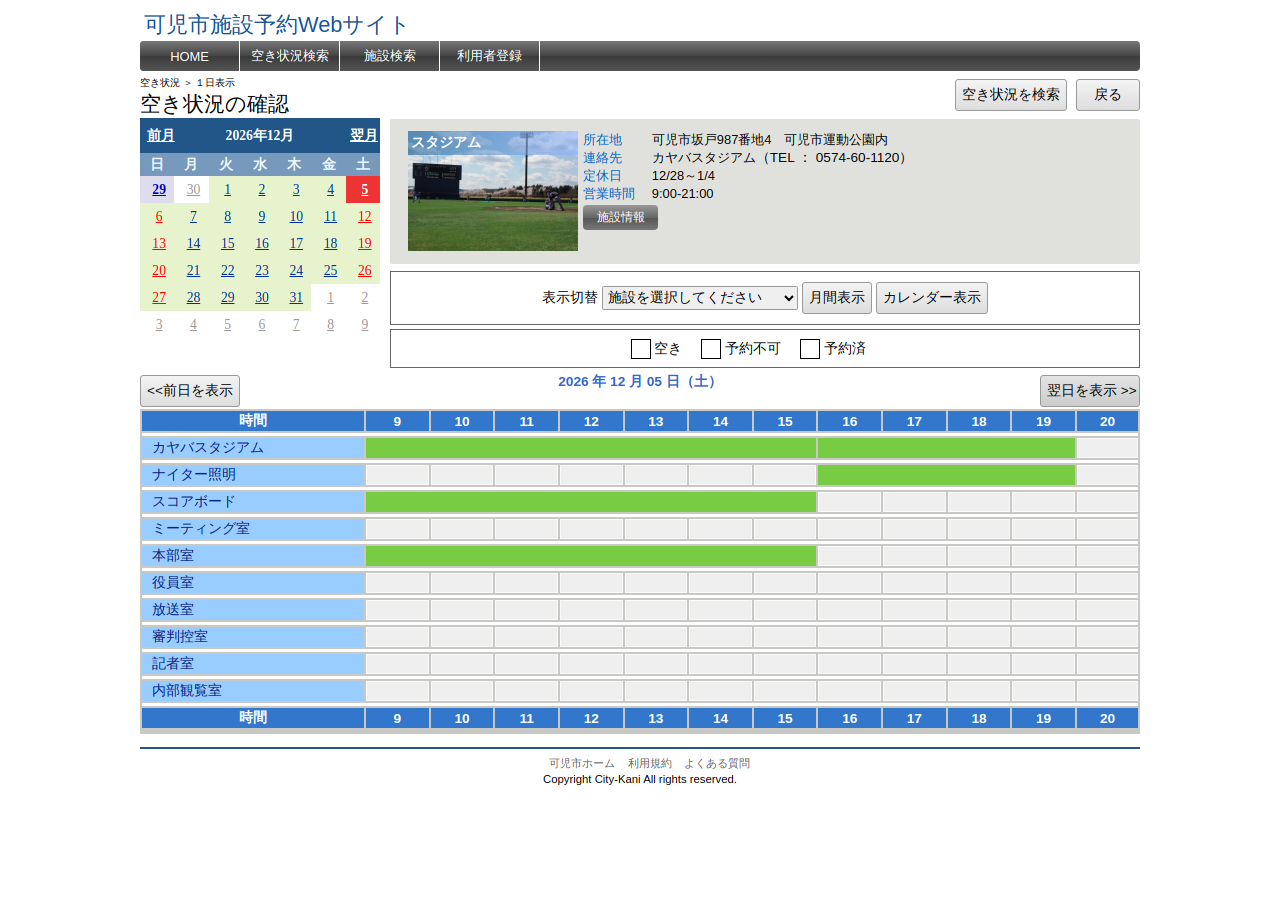 可児市施設予約Webサイト
HOME 空き状況検索 施設検索 利用者登録
空き状況 ＞ １日表示
空き状況の確認
空き状況を検索 戻る
前月 2026年12月 翌月
日 月 火 水 木 金 土
29 30 1 2 3 4 5
6 7 8 9 10 11 12
13 14 15 16 17 18 19
20 21 22 23 24 25 26
27 28 29 30 31 1 2
3 4 5 6 7 8 9
スタジアム
所在地 可児市坂戸987番地4　可児市運動公園内
連絡先 カヤバスタジアム（TEL ： 0574-60-1120）
定休日 12/28～1/4
営業時間 9:00-21:00
施設情報
表示切替 施設を選択してください 月間表示 カレンダー表示
空き 予約不可 予約済
<<前日を表示 2026 年 12 月 05 日（土） 翌日を表示 >>
時間 9 10 11 12 13 14 15 16 17 18 19 20
カヤバスタジアム
ナイター照明
スコアボード
ミーティング室
本部室
役員室
放送室
審判控室
記者室
内部観覧室
時間 9 10 11 12 13 14 15 16 17 18 19 20
可児市ホーム 利用規約 よくある質問
Copyright City-Kani All rights reserved.